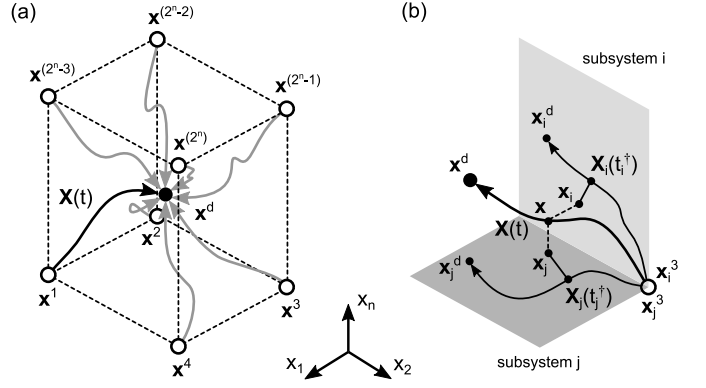 (a)
x^(2^n-2)
x^(2^n-3)
x^(2^n-1)
x^(2^n)
X(t)
x^d
x^2
x^1
x^3
x^4
x_n
x_1
x_2
(b)
subsystem i
x_i^d
X_i(t_i^†)
x^d
x_i
x
X(t)
x_j
x_j^d
X_j(t_j^†)
x_i^3
x_j^3
subsystem j